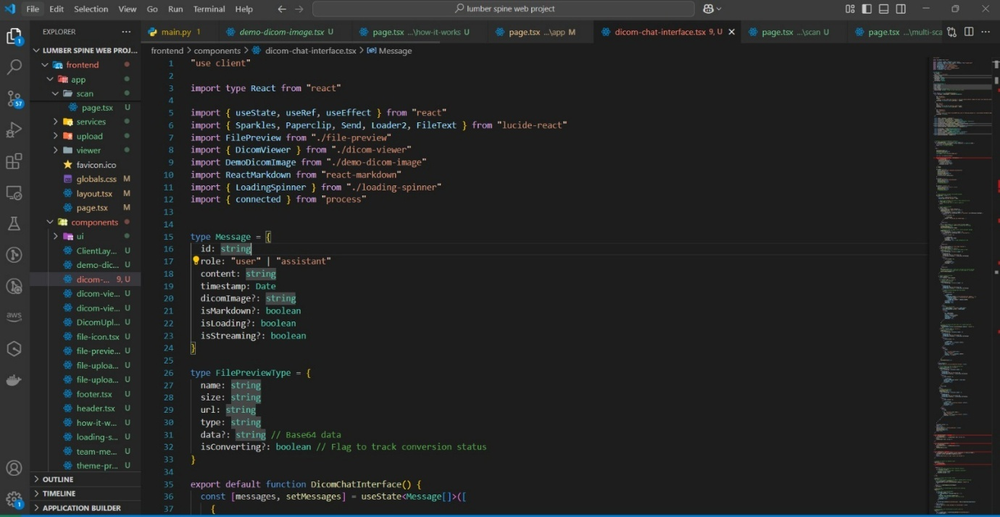 File Edit Selection View Go Run Terminal Help
lumber spine web project
EXPLORER
main.py 1
demo-dicom-image.tsx U
page.tsx ...\how-it-works U
page.tsx ...\app M
dicom-chat-interface.tsx 9, U
page.tsx ...\scan U
page.tsx ...\multi-sca
LUMBER SPINE WEB PROJ...
frontend
app
scan
page.tsx U
services
upload
viewer
favicon.ico
globals.css M
layout.tsx M
page.tsx M
components
ui
ClientLay... U
demo-dic... U
dicom-... 9, U
dicom-vie... U
dicom-vie... U
DicomUpl... U
file-icon.tsx U
file-previe... U
file-uploa... U
file-uploa... U
footer.tsx U
header.tsx U
how-it-w... U
loading-s... U
team-me... U
theme-pr... U
OUTLINE
TIMELINE
APPLICATION BUILDER
57
1
1
aws
frontend > components > dicom-chat-interface.tsx > Message
1 "use client"
2
3 import type React from "react"
4
5 import { useState, useRef, useEffect } from "react"
6 import { Sparkles, Paperclip, Send, Loader2, FileText } from "lucide-react"
7 import FilePreview from "./file-preview"
8 import { DicomViewer } from "./dicom-viewer"
9 import DemoDicomImage from "./demo-dicom-image"
10 import ReactMarkdown from "react-markdown"
11 import { LoadingSpinner } from "./loading-spinner"
12 import { connected } from "process"
13
14
15 type Message = {
16 id: string
17 role: "user" | "assistant"
18 content: string
19 timestamp: Date
20 dicomImage?: string
21 isMarkdown?: boolean
22 isLoading?: boolean
23 isStreaming?: boolean
24 }
25
26 type FilePreviewType = {
27 name: string
28 size: string
29 url: string
30 type: string
31 data?: string // Base64 data
32 isConverting?: boolean // Flag to track conversion status
33 }
34
35 export default function DicomChatInterface() {
36 const [messages, setMessages] = useState<Message[]>([
37 {